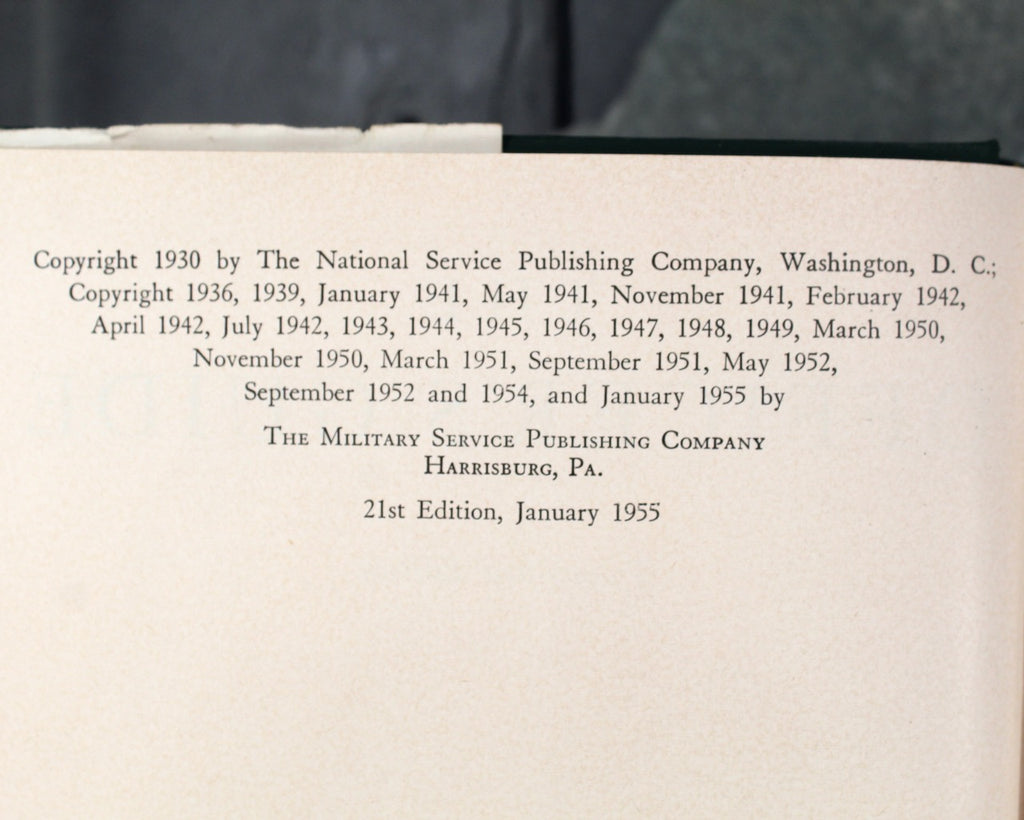 Copyright 1930 by The National Service Publishing Company, Washington, D. C.;
Copyright 1936, 1939, January 1941, May 1941, November 1941, February 1942,
April 1942, July 1942, 1943, 1944, 1945, 1946, 1947, 1948, 1949, March 1950,
November 1950, March 1951, September 1951, May 1952,
September 1952 and 1954, and January 1955 by
The Military Service Publishing Company
Harrisburg, Pa.
21st Edition, January 1955